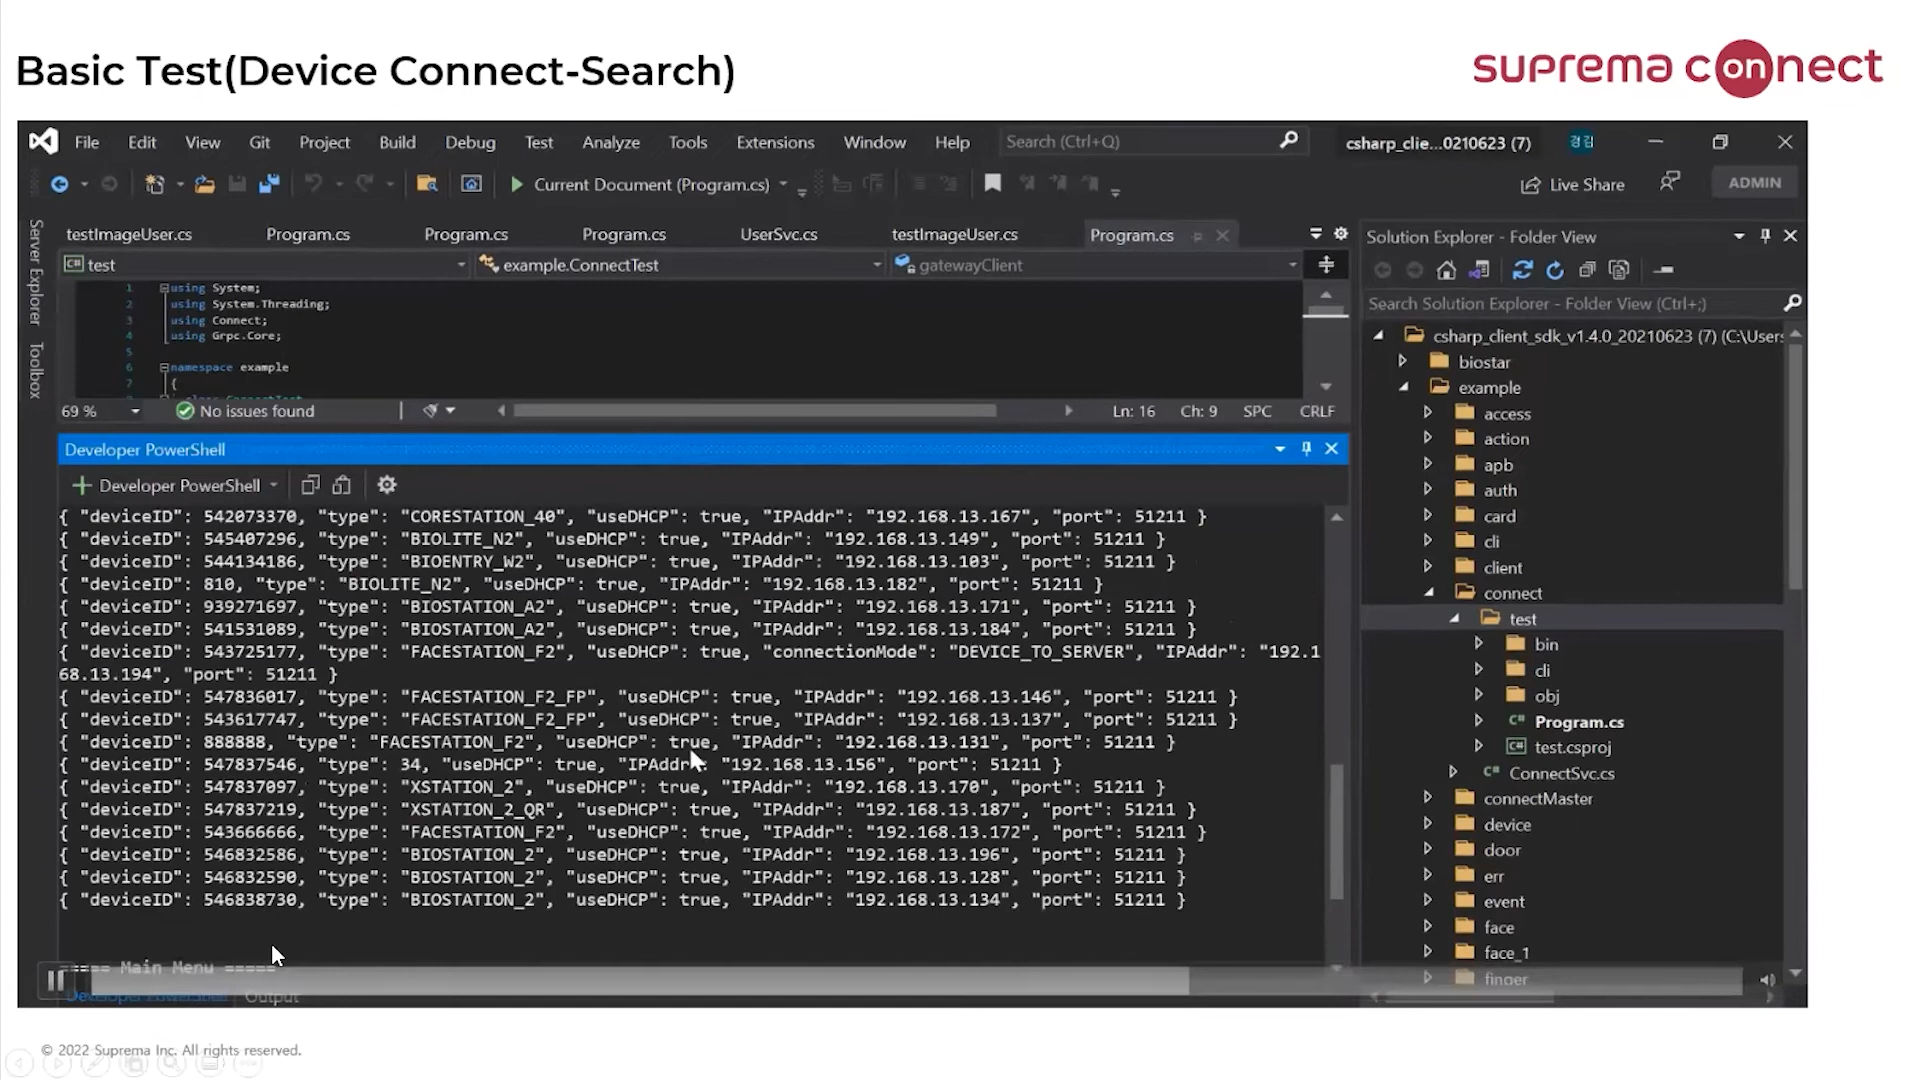 Basic Test(Device Connect-Search)
suprema connect
File Edit View Git Project Build Debug Test Analyze Tools Extensions Window Help Search (Ctrl+Q) csharp_clie...0210623 (7) 경김
Current Document (Program.cs) Live Share ADMIN
Server Explorer
Toolbox
testImageUser.cs Program.cs Program.cs Program.cs UserSvc.cs testImageUser.cs Program.cs
test example.ConnectTest gatewayClient
1 using System;
2 using System.Threading;
3 using Connect;
4 using Grpc.Core;
5
6 namespace example
7 {
69 % No issues found Ln: 16 Ch: 9 SPC CRLF
Developer PowerShell
Developer PowerShell
{ "deviceID": 542073370, "type": "CORESTATION_40", "useDHCP": true, "IPAddr": "192.168.13.167", "port": 51211 }
{ "deviceID": 545407296, "type": "BIOLITE_N2", "useDHCP": true, "IPAddr": "192.168.13.149", "port": 51211 }
{ "deviceID": 544134186, "type": "BIOENTRY_W2", "useDHCP": true, "IPAddr": "192.168.13.103", "port": 51211 }
{ "deviceID": 810, "type": "BIOLITE_N2", "useDHCP": true, "IPAddr": "192.168.13.182", "port": 51211 }
{ "deviceID": 939271697, "type": "BIOSTATION_A2", "useDHCP": true, "IPAddr": "192.168.13.171", "port": 51211 }
{ "deviceID": 541531089, "type": "BIOSTATION_A2", "useDHCP": true, "IPAddr": "192.168.13.184", "port": 51211 }
{ "deviceID": 543725177, "type": "FACESTATION_F2", "useDHCP": true, "connectionMode": "DEVICE_TO_SERVER", "IPAddr": "192.1
68.13.194", "port": 51211 }
{ "deviceID": 547836017, "type": "FACESTATION_F2_FP", "useDHCP": true, "IPAddr": "192.168.13.146", "port": 51211 }
{ "deviceID": 543617747, "type": "FACESTATION_F2_FP", "useDHCP": true, "IPAddr": "192.168.13.137", "port": 51211 }
{ "deviceID": 888888, "type": "FACESTATION_F2", "useDHCP": true, "IPAddr": "192.168.13.131", "port": 51211 }
{ "deviceID": 547837546, "type": 34, "useDHCP": true, "IPAddr": "192.168.13.156", "port": 51211 }
{ "deviceID": 547837097, "type": "XSTATION_2", "useDHCP": true, "IPAddr": "192.168.13.170", "port": 51211 }
{ "deviceID": 547837219, "type": "XSTATION_2_QR", "useDHCP": true, "IPAddr": "192.168.13.187", "port": 51211 }
{ "deviceID": 543666666, "type": "FACESTATION_F2", "useDHCP": true, "IPAddr": "192.168.13.172", "port": 51211 }
{ "deviceID": 546832586, "type": "BIOSTATION_2", "useDHCP": true, "IPAddr": "192.168.13.196", "port": 51211 }
{ "deviceID": 546832590, "type": "BIOSTATION_2", "useDHCP": true, "IPAddr": "192.168.13.128", "port": 51211 }
{ "deviceID": 546838730, "type": "BIOSTATION_2", "useDHCP": true, "IPAddr": "192.168.13.134", "port": 51211 }
===== Main Menu =====
Developer PowerShell Output
Solution Explorer - Folder View
Search Solution Explorer - Folder View (Ctrl+;)
csharp_client_sdk_v1.4.0_20210623 (7) (C:\Users
biostar
example
access
action
apb
auth
card
cli
client
connect
test
bin
cli
obj
Program.cs
test.csproj
ConnectSvc.cs
connectMaster
device
door
err
event
face
face_1
finger
© 2022 Suprema Inc. All rights reserved.